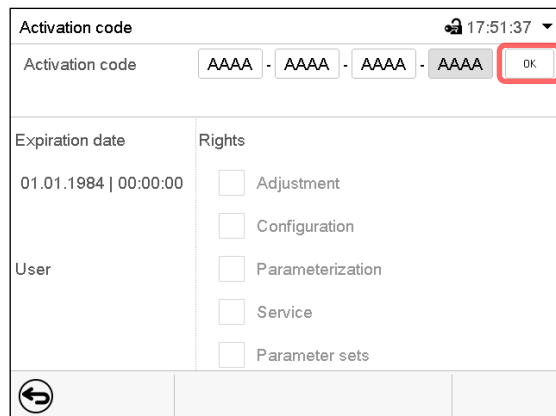 Activation code 17:51:37
Activation code AAAA - AAAA - AAAA - AAAA OK
Expiration date Rights
01.01.1984 | 00:00:00 Adjustment
Configuration
User Parameterization
Service
Parameter sets